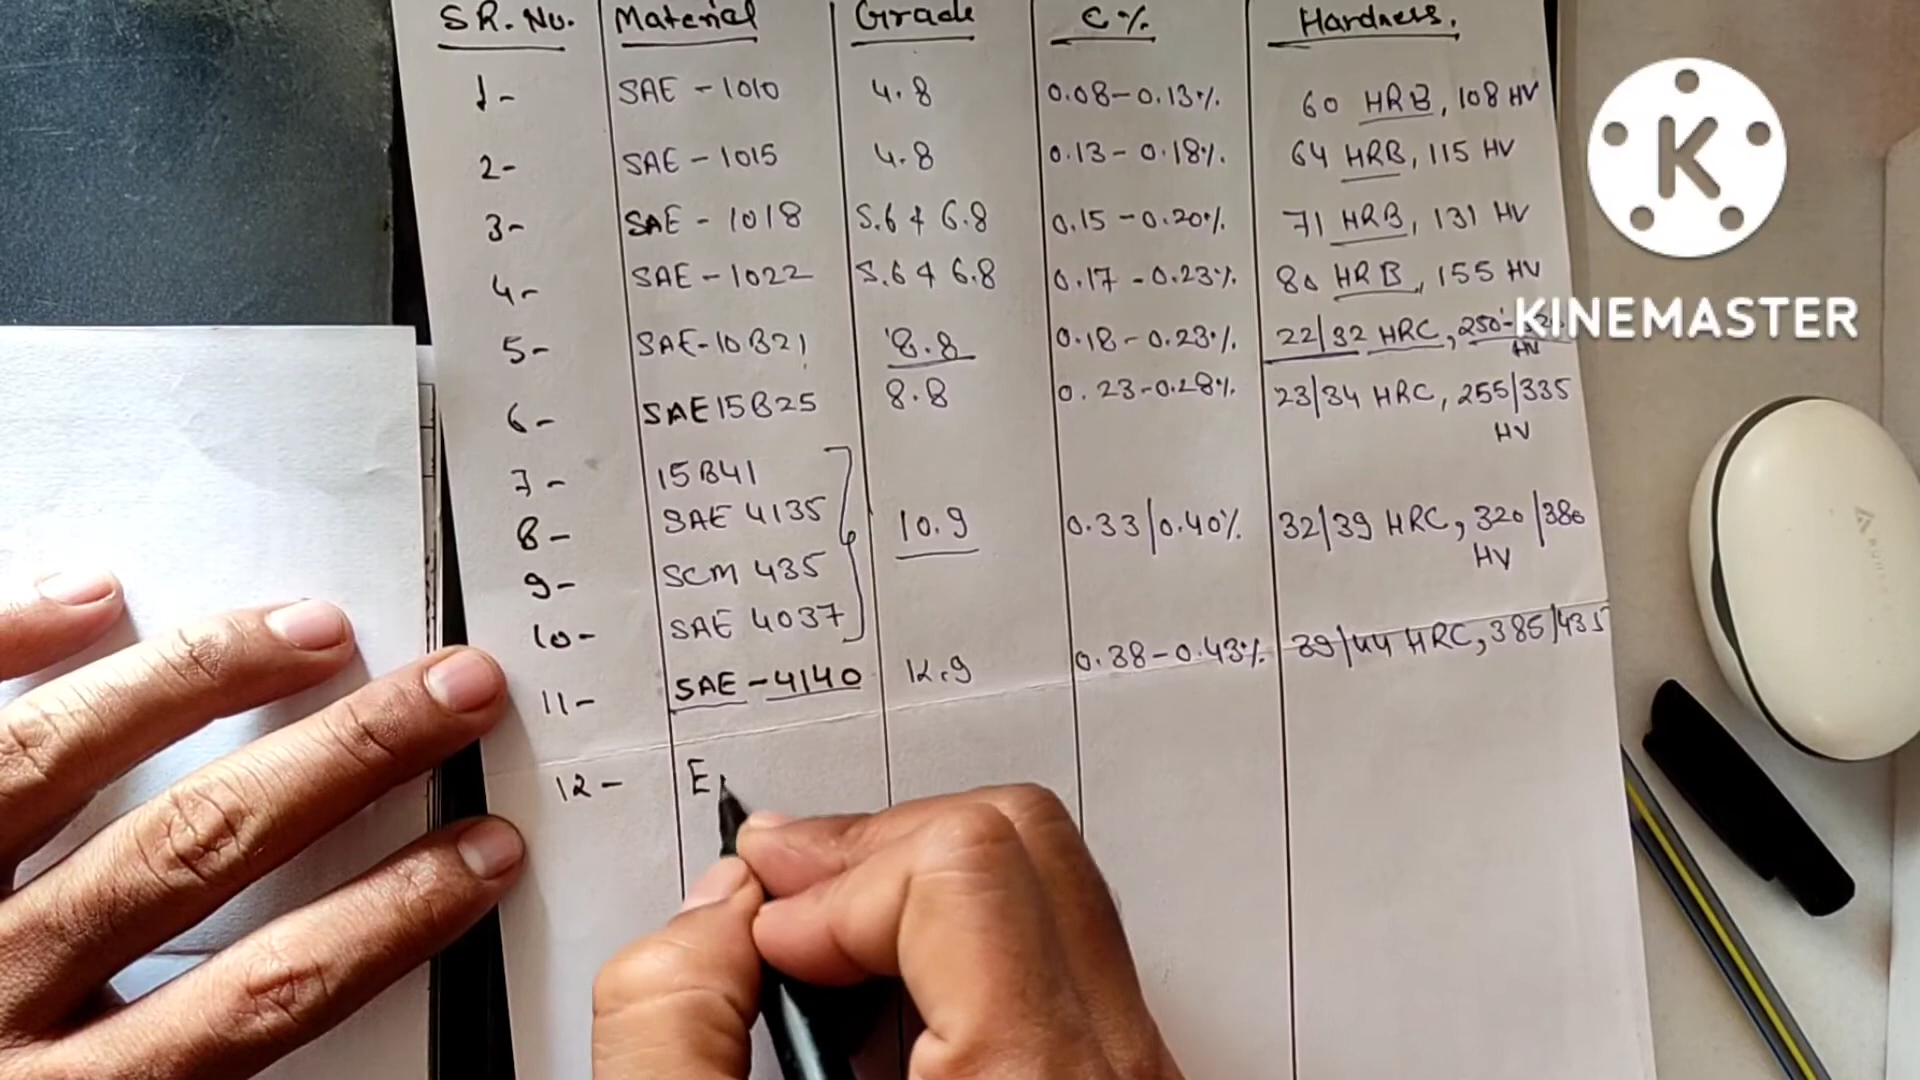 SR. No. Material Grade C% Hardness.
1- SAE - 1010 4.8 0.08-0.13% 60 HRB, 108 HV
2- SAE - 1015 4.8 0.13-0.18% 64 HRB, 115 HV
3- SAE - 1018 5.6 & 6.8 0.15-0.20% 71 HRB, 131 HV
4- SAE - 1022 5.6 & 6.8 0.17-0.23% 80 HRB, 155 HV
5- SAE-10B21 8.8 0.18-0.23% 22/32 HRC, 250-
HV
6- SAE15B25 8.8 0.23-0.28% 23/34 HRC, 255/335
HV
7- 15B41
8- SAE 4135 10.9 0.33/0.40% 32/39 HRC, 320/380
HV
9- SCM 435
10- SAE 4037
11- SAE-4140 12.9 0.38-0.43% 39/44 HRC, 385/435
12- E
K
KINEMASTER